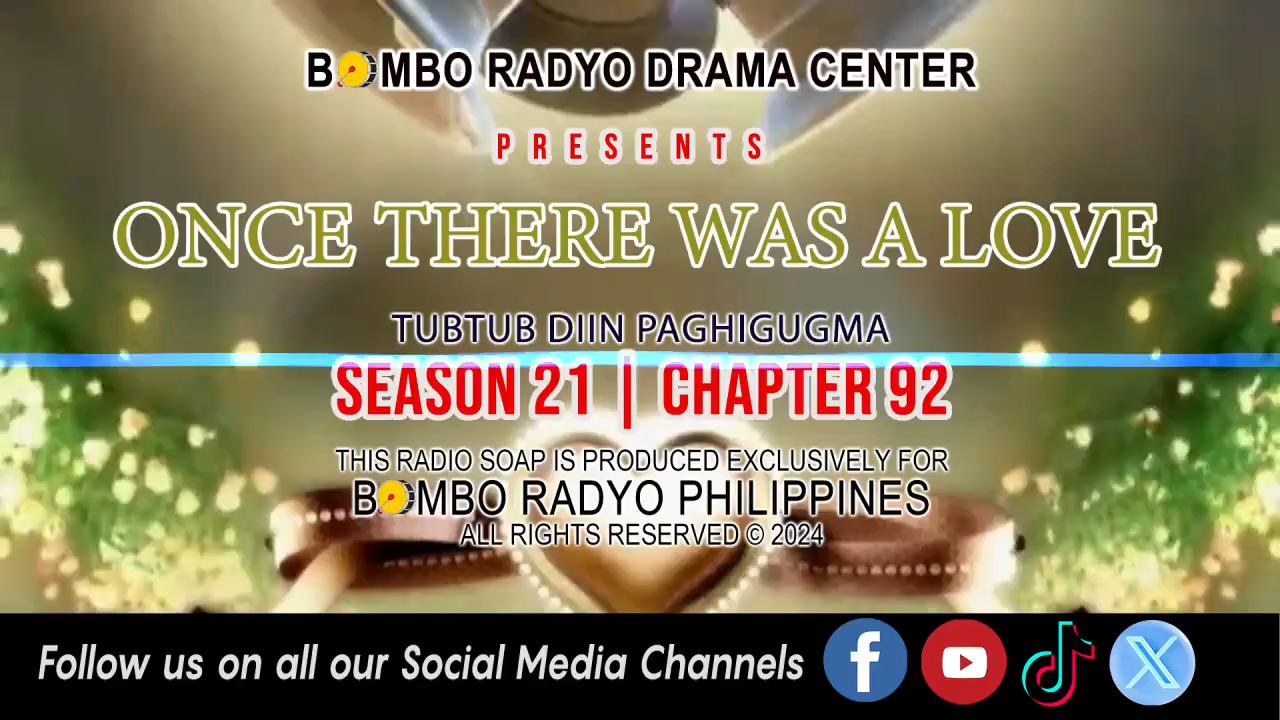 BOMBO RADYO DRAMA CENTER
PRESENTS
ONCE THERE WAS A LOVE
TUBTUB DIIN PAGHIGUGMA
SEASON 21 | CHAPTER 92
THIS RADIO SOAP IS PRODUCED EXCLUSIVELY FOR
BOMBO RADYO PHILIPPINES
ALL RIGHTS RESERVED © 2024
Follow us on all our Social Media Channels